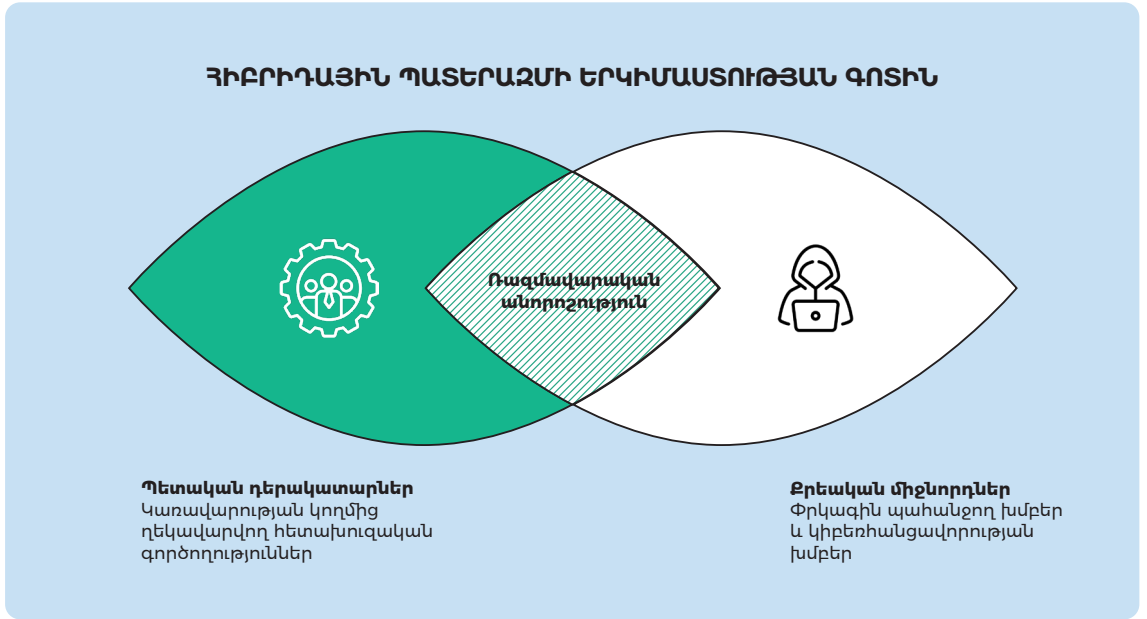 ՀԻԲՐԻԴԱՅԻՆ ՊԱՏԵՐԱԶՄԻ ԵՐԿԻՄԱՍՏՈՒԹՅԱՆ ԳՈՏԻՆ
Ռազմավարական
անորոշություն
Պետական դերակատարներ
Կառավարության կողմից
ղեկավարվող հետախուզական
գործողություններ
Քրեական միջնորդներ
Փրկագին պահանջող խմբեր
և կիբեռհանցավորության
խմբեր